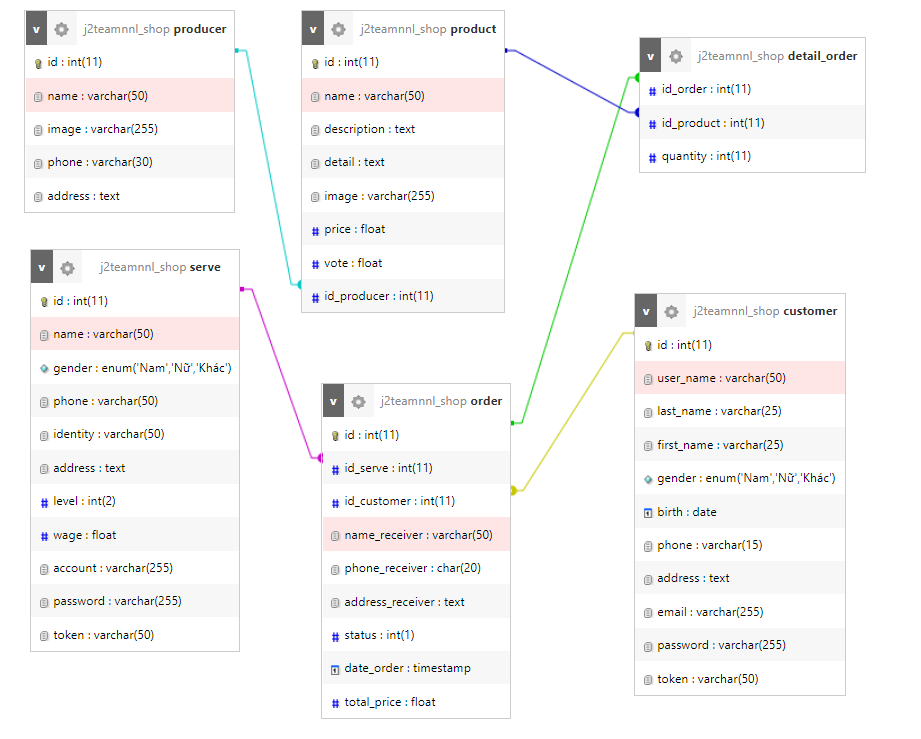 v j2teamnnl_shop producer
id : int(11)
name : varchar(50)
image : varchar(255)
phone : varchar(30)
address : text
v j2teamnnl_shop product
id : int(11)
name : varchar(50)
description : text
detail : text
image : varchar(255)
# price : float
# vote : float
# id_producer : int(11)
v j2teamnnl_shop detail_order
# id_order : int(11)
# id_product : int(11)
# quantity : int(11)
v j2teamnnl_shop serve
id : int(11)
name : varchar(50)
gender : enum('Nam','Nữ','Khác')
phone : varchar(50)
identity : varchar(50)
address : text
# level : int(2)
# wage : float
account : varchar(255)
password : varchar(255)
token : varchar(50)
v j2teamnnl_shop order
id : int(11)
# id_serve : int(11)
# id_customer : int(11)
name_receiver : varchar(50)
phone_receiver : char(20)
address_receiver : text
# status : int(1)
date_order : timestamp
# total_price : float
v j2teamnnl_shop customer
id : int(11)
user_name : varchar(50)
last_name : varchar(25)
first_name : varchar(25)
gender : enum('Nam','Nữ','Khác')
birth : date
phone : varchar(15)
address : text
email : varchar(255)
password : varchar(255)
token : varchar(50)